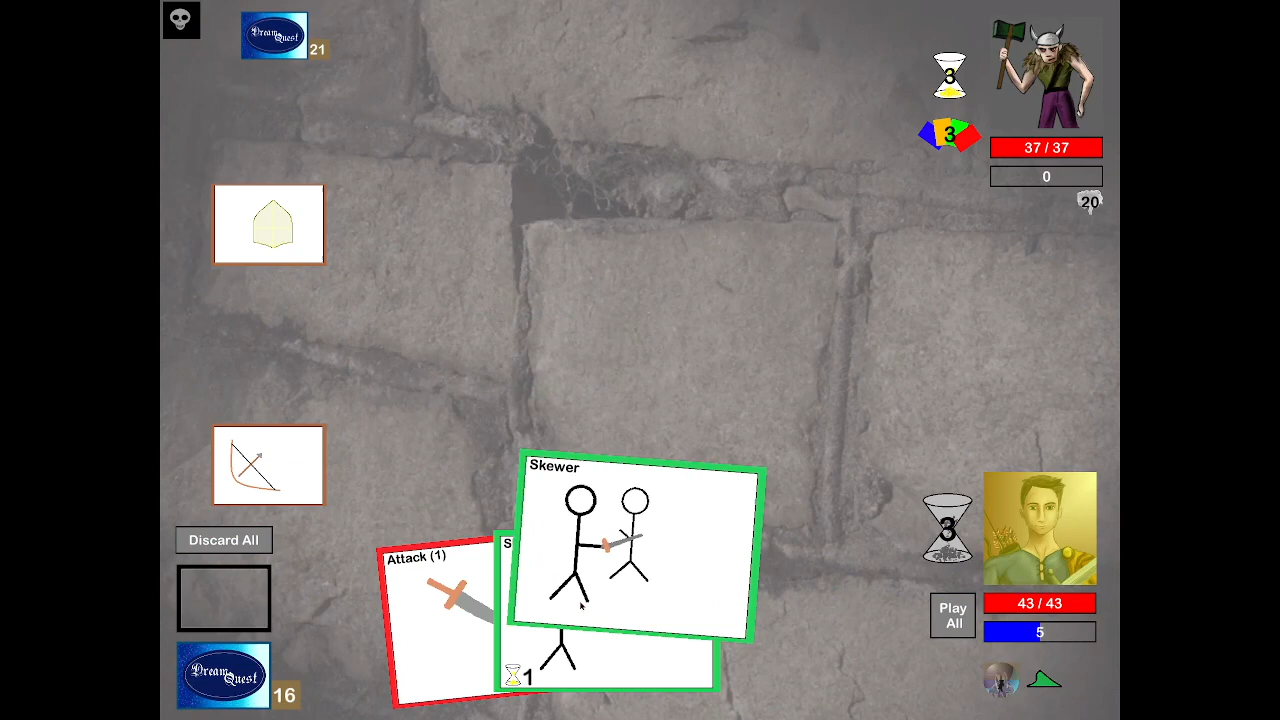 Dream
Quest
21
3
3
37 / 37
0
20
Skewer
Attack (1)
S
1
Discard All
Dream
Quest
16
3
Play
All
43 / 43
5